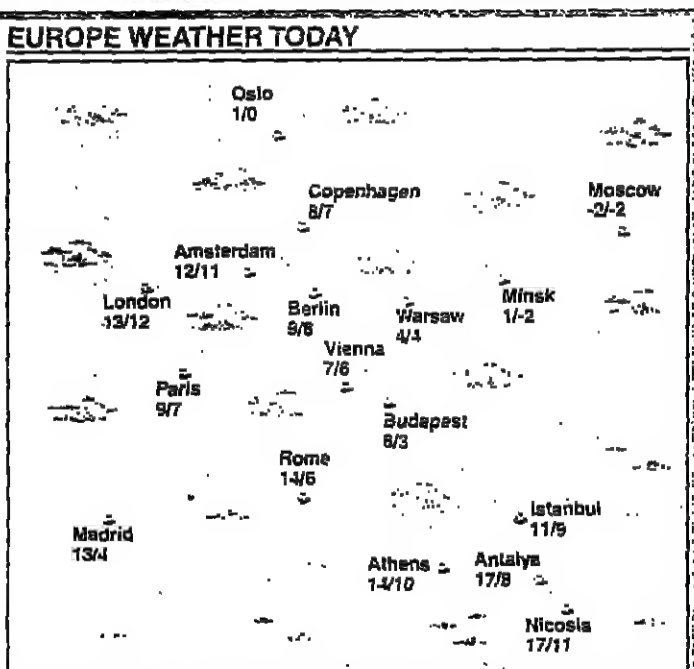 EUROPE WEATHER TODAY
Oslo
1/0
Copenhagen
8/7
Moscow
-2/-2
Amsterdam
12/11
London
13/12
Berlin
9/6
Warsaw
4/4
Minsk
1/-2
Vienna
7/6
Paris
9/7
Budapest
8/3
Rome
14/6
Madrid
13/4
Istanbul
11/9
Athens
14/10
Antalya
17/8
Nicosia
17/11